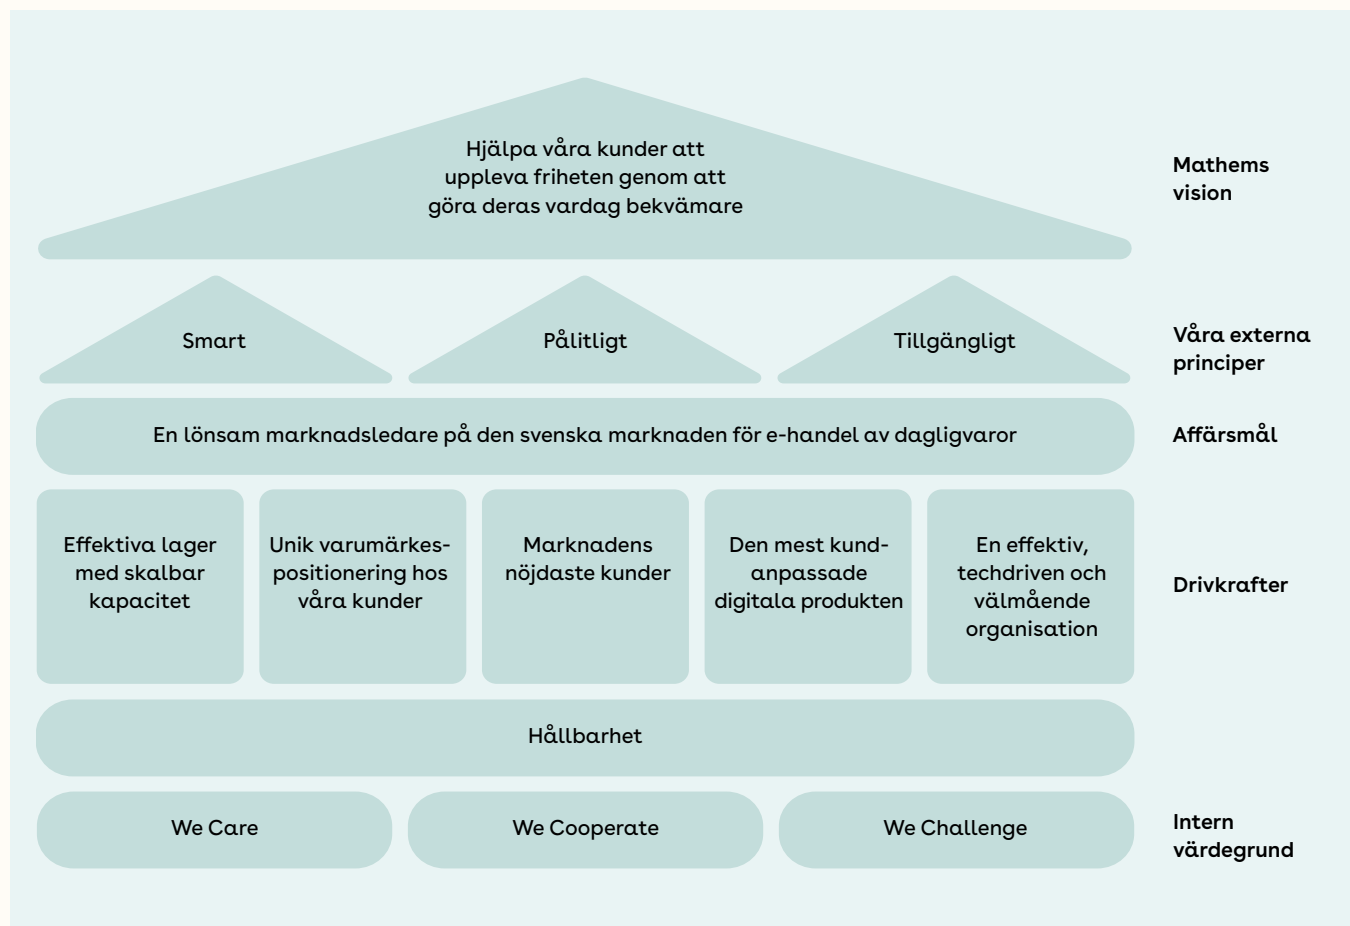 Hjälpa våra kunder att
uppleva friheten genom att
göra deras vardag bekvämare
Mathems
vision
Smart
Pålitligt
Tillgängligt
Våra externa
principer
En lönsam marknadsledare på den svenska marknaden för e-handel av dagligvaror
Affärsmål
Effektiva lager
med skalbar
kapacitet
Unik varumärkes-
positionering hos
våra kunder
Marknadens
nöjdaste kunder
Den mest kund-
anpassade
digitala produkten
En effektiv,
techdriven och
välmående
organisation
Drivkrafter
Hållbarhet
We Care
We Cooperate
We Challenge
Intern
värdegrund